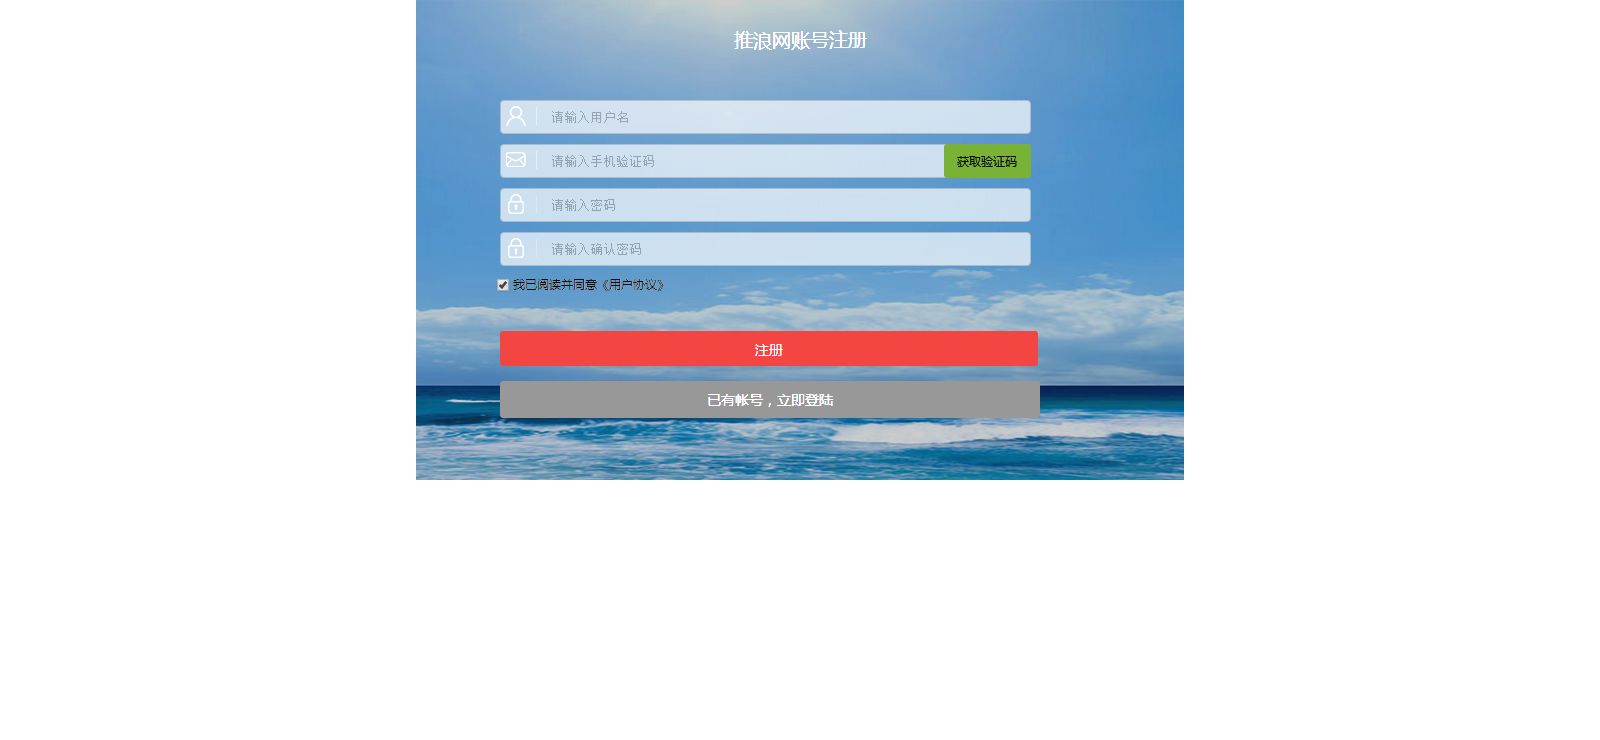 推浪网账号注册
请输入用户名
请输入手机验证码
获取验证码
请输入密码
请输入确认密码
我已阅读并同意《用户协议》
注册
已有帐号，立即登陆